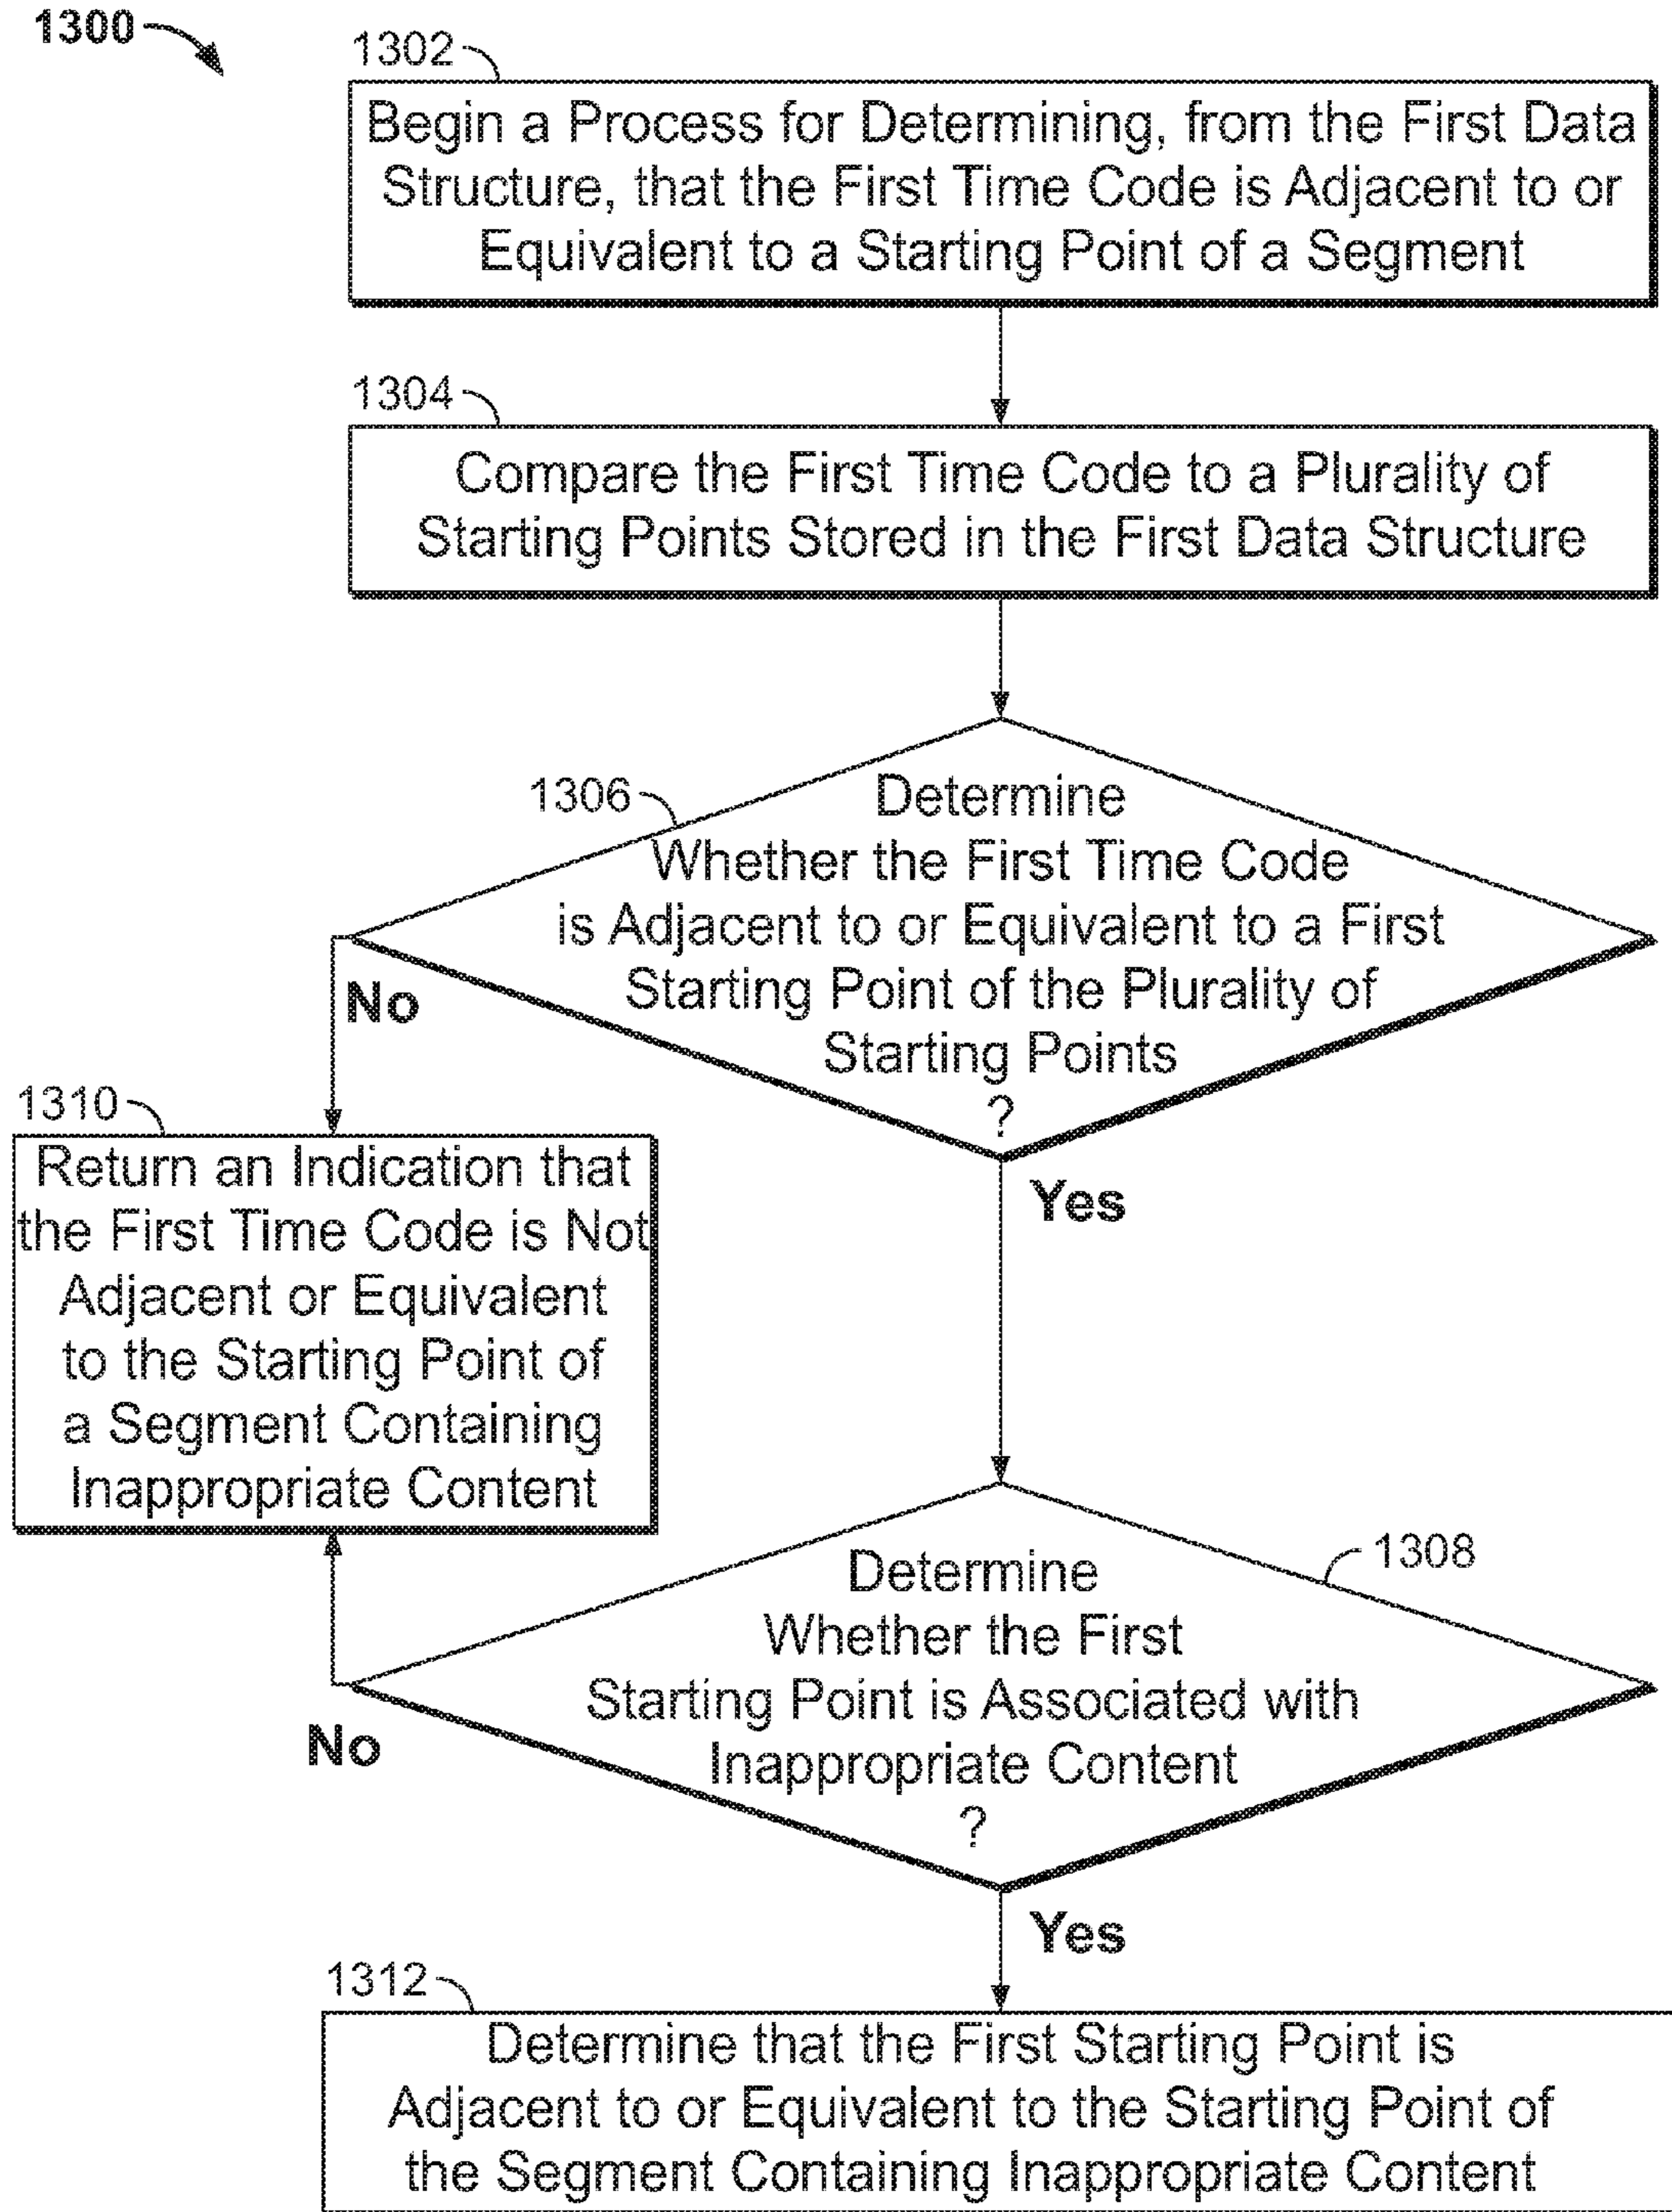 1300
1302
Begin a Process for Determining, from the First Data
Structure, that the First Time Code is Adjacent to or
Equivalent to a Starting Point of a Segment
1304
Compare the First Time Code to a Plurality of
Starting Points Stored in the First Data Structure
1306
Determine
Whether the First Time Code
is Adjacent to or Equivalent to a First
Starting Point of the Plurality of
Starting Points
?
No
Yes
1310
Return an Indication that
the First Time Code is Not
Adjacent or Equivalent
to the Starting Point of
a Segment Containing
Inappropriate Content
1308
Determine
Whether the First
Starting Point is Associated with
Inappropriate Content
?
No
Yes
1312
Determine that the First Starting Point is
Adjacent to or Equivalent to the Starting Point of
the Segment Containing Inappropriate Content